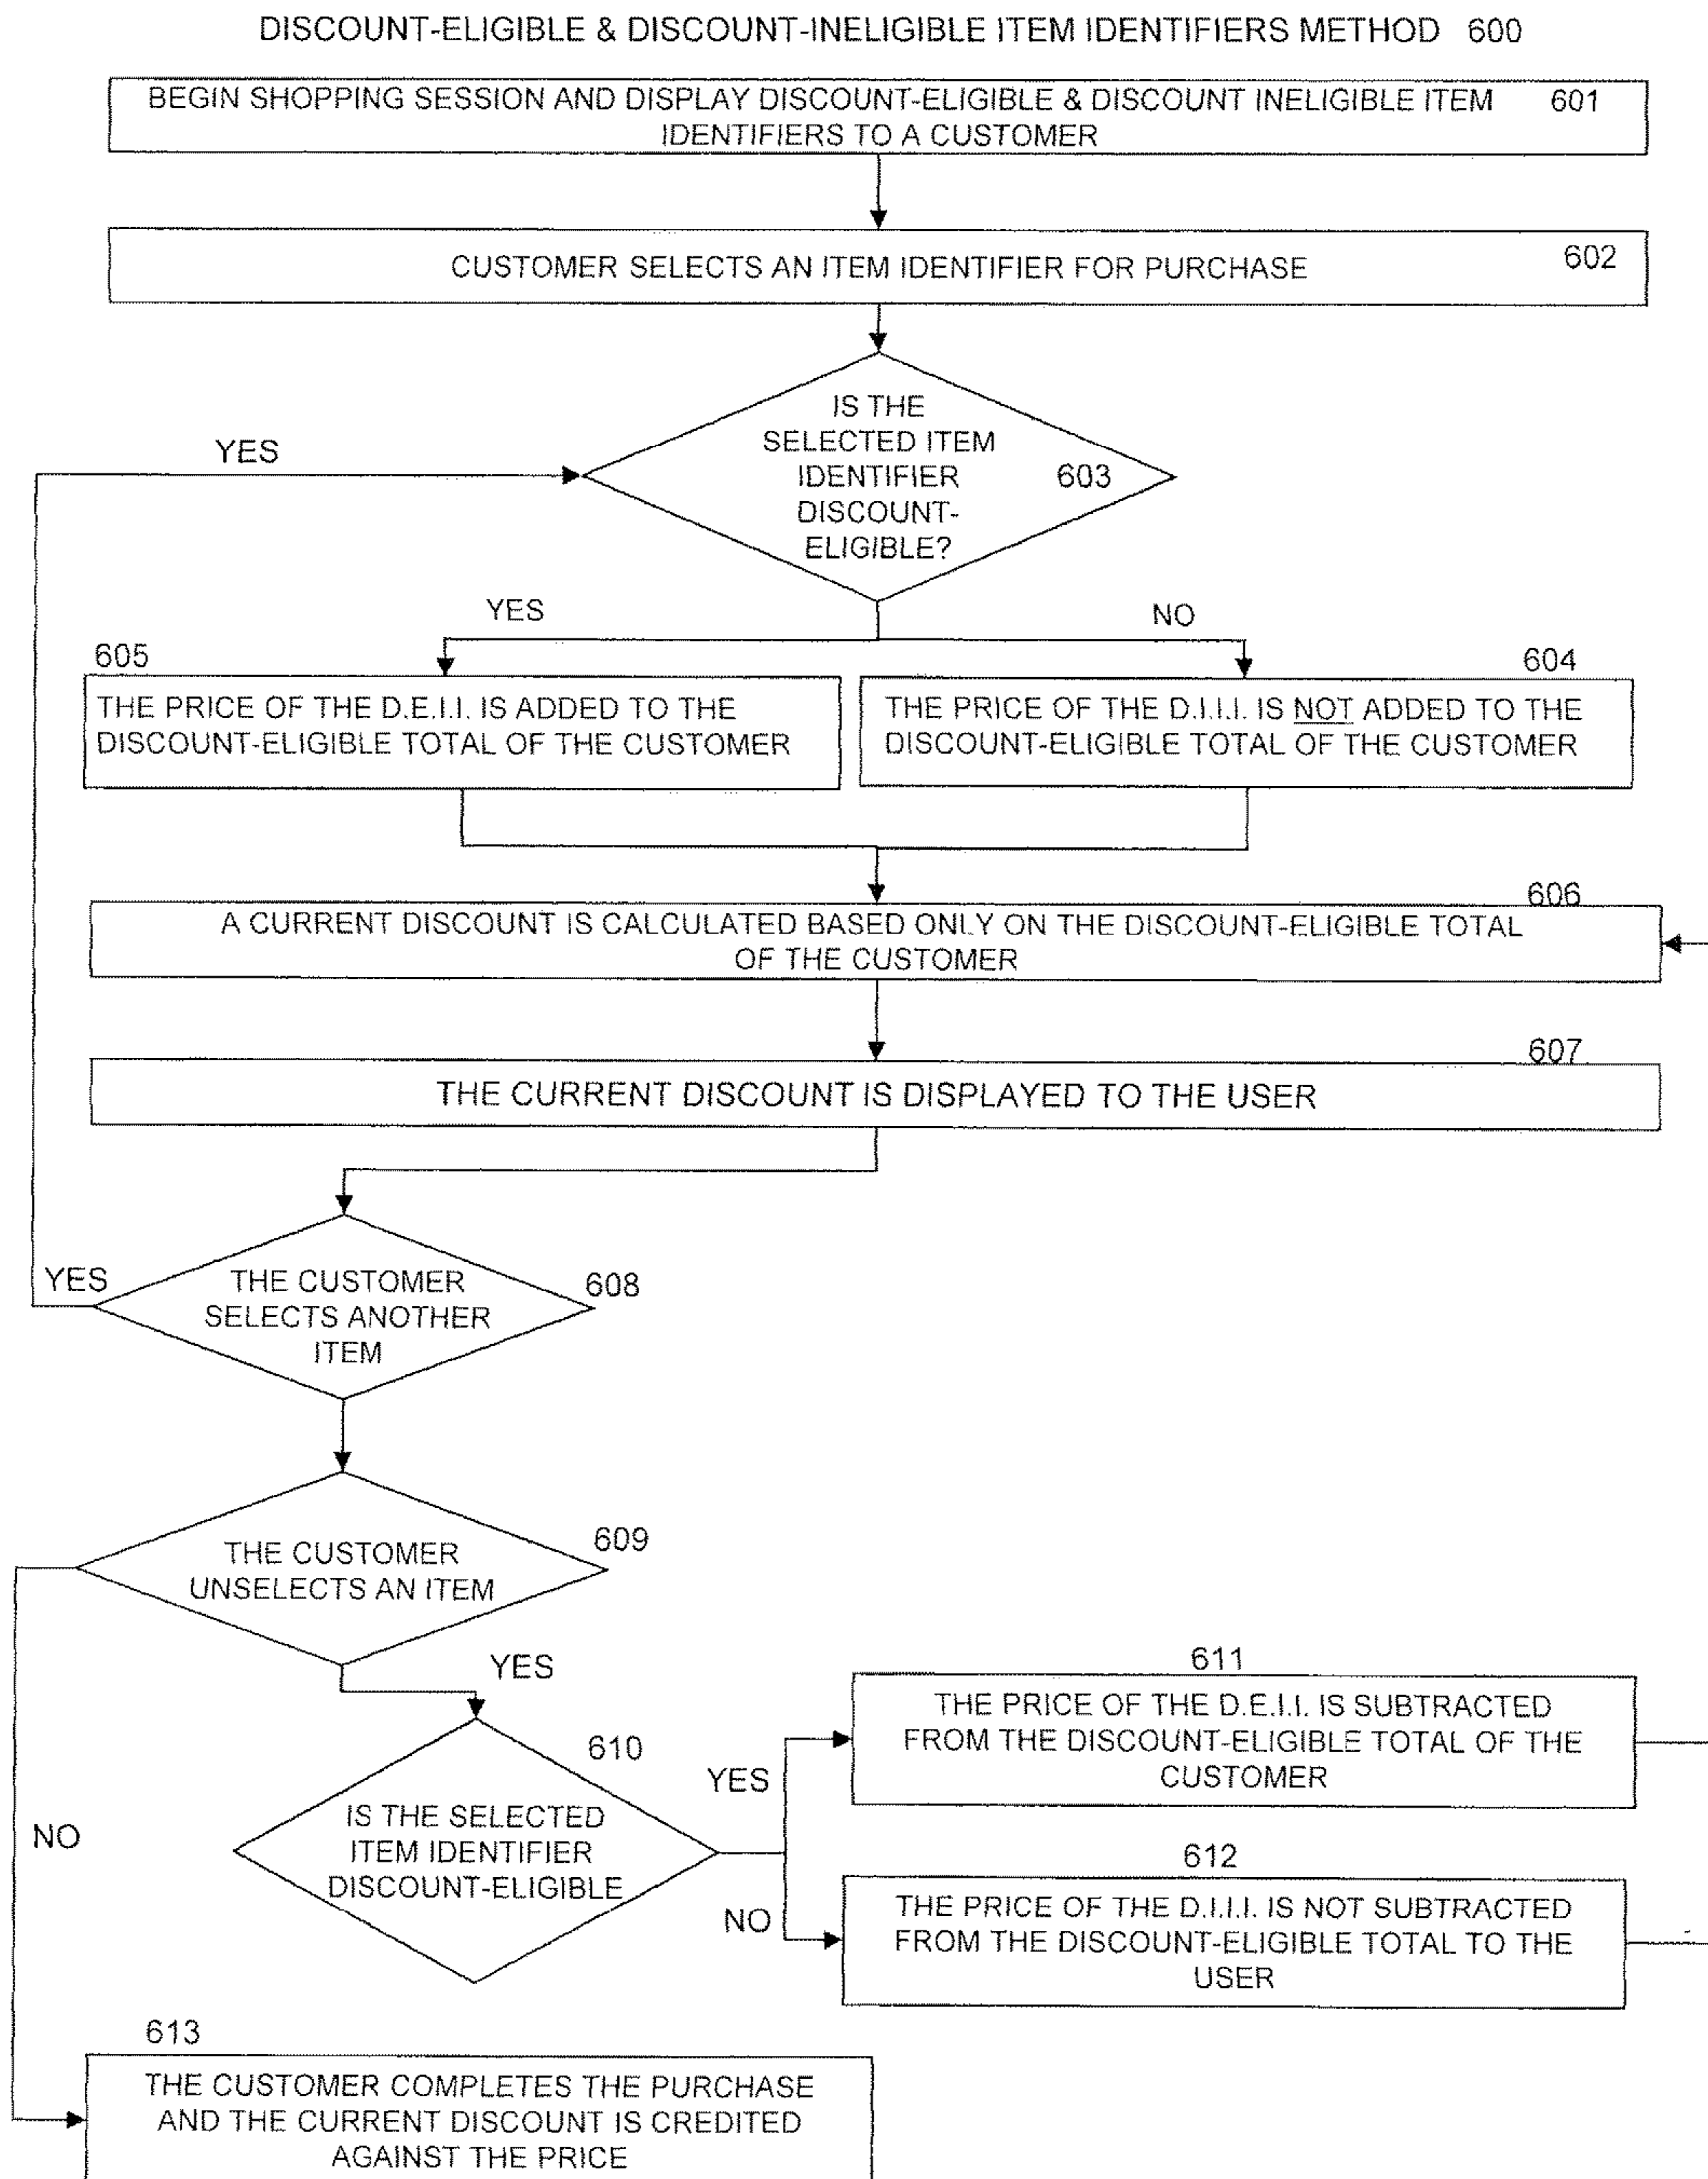 DISCOUNT-ELIGIBLE & DISCOUNT-INELIGIBLE ITEM IDENTIFIERS METHOD 600
BEGIN SHOPPING SESSION AND DISPLAY DISCOUNT-ELIGIBLE & DISCOUNT INELIGIBLE ITEM 601
IDENTIFIERS TO A CUSTOMER
CUSTOMER SELECTS AN ITEM IDENTIFIER FOR PURCHASE 602
IS THE
SELECTED ITEM
IDENTIFIER 603
DISCOUNT-
ELIGIBLE?
YES
YES
NO
605
THE PRICE OF THE D.E.I.I. IS ADDED TO THE
DISCOUNT-ELIGIBLE TOTAL OF THE CUSTOMER
604
THE PRICE OF THE D.I.I.I. IS NOT ADDED TO THE
DISCOUNT-ELIGIBLE TOTAL OF THE CUSTOMER
606
A CURRENT DISCOUNT IS CALCULATED BASED ONLY ON THE DISCOUNT-ELIGIBLE TOTAL
OF THE CUSTOMER
607
THE CURRENT DISCOUNT IS DISPLAYED TO THE USER
YES
THE CUSTOMER 608
SELECTS ANOTHER
ITEM
609
THE CUSTOMER
UNSELECTS AN ITEM
YES
610
IS THE SELECTED
ITEM IDENTIFIER
DISCOUNT-ELIGIBLE
YES
NO
611
THE PRICE OF THE D.E.I.I. IS SUBTRACTED
FROM THE DISCOUNT-ELIGIBLE TOTAL OF THE
CUSTOMER
612
THE PRICE OF THE D.I.I.I. IS NOT SUBTRACTED
FROM THE DISCOUNT-ELIGIBLE TOTAL TO THE
USER
NO
613
THE CUSTOMER COMPLETES THE PURCHASE
AND THE CURRENT DISCOUNT IS CREDITED
AGAINST THE PRICE